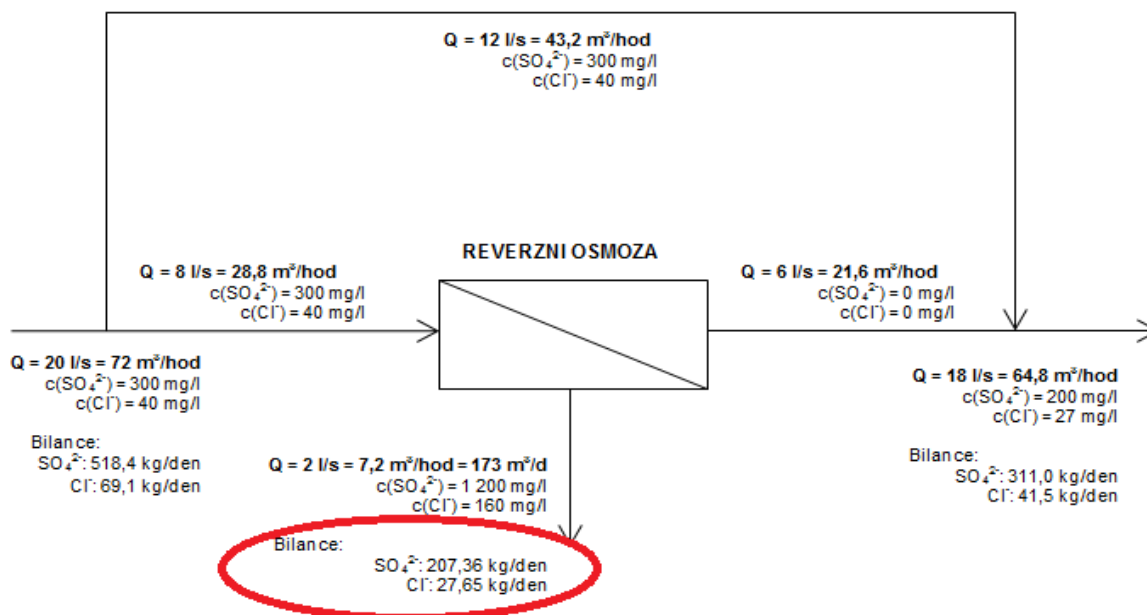 Q = 12 l/s = 43,2 m³/hod
c(SO₄²⁻) = 300 mg/l
c(Cl⁻) = 40 mg/l
REVERZNI OSMOZA
Q = 8 l/s = 28,8 m³/hod
c(SO₄²⁻) = 300 mg/l
c(Cl⁻) = 40 mg/l
Q = 6 l/s = 21,6 m³/hod
c(SO₄²⁻) = 0 mg/l
c(Cl⁻) = 0 mg/l
Q = 20 l/s = 72 m³/hod
c(SO₄²⁻) = 300 mg/l
c(Cl⁻) = 40 mg/l
Bilance:
SO₄²⁻: 518,4 kg/den
Cl⁻: 69,1 kg/den
Q = 2 l/s = 7,2 m³/hod = 173 m³/d
c(SO₄²⁻) = 1 200 mg/l
c(Cl⁻) = 160 mg/l
Bilance:
SO₄²⁻: 207,36 kg/den
Cl⁻: 27,65 kg/den
Q = 18 l/s = 64,8 m³/hod
c(SO₄²⁻) = 200 mg/l
c(Cl⁻) = 27 mg/l
Bilance:
SO₄²⁻: 311,0 kg/den
Cl⁻: 41,5 kg/den